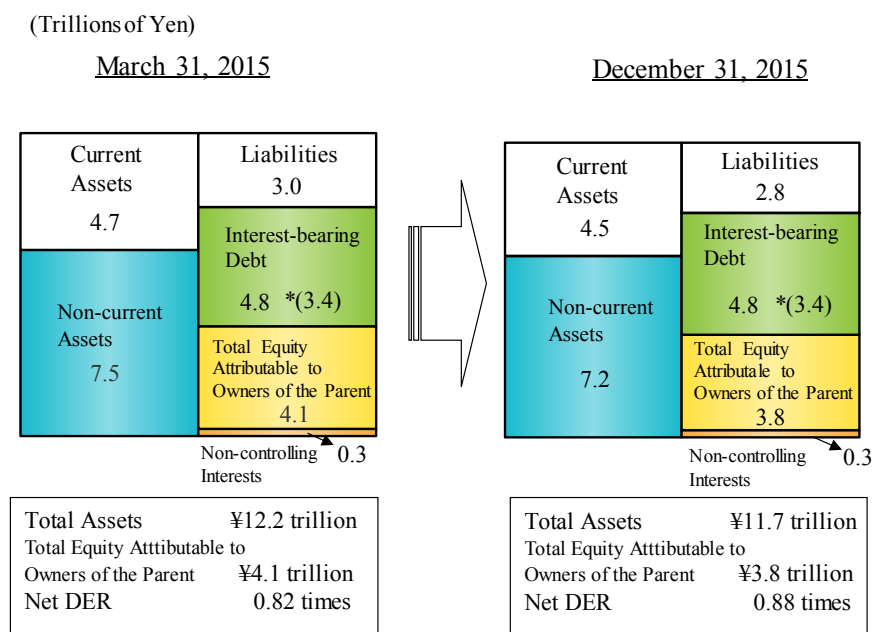 (Trillions of Yen)
March 31, 2015
Current
Assets
4.7
Liabilities
3.0
Interest-bearing
Debt
4.8 *(3.4)
Non-current
Assets
7.5
Total Equity
Attributable to
Owners of the Parent
4.1
Non-controlling
Interests
0.3
Total Assets ¥12.2 trillion
Total Equity Atttibutable to
Owners of the Parent ¥4.1 trillion
Net DER 0.82 times
December 31, 2015
Current
Assets
4.5
Liabilities
2.8
Interest-bearing
Debt
4.8 *(3.4)
Non-current
Assets
7.2
Total Equity
Attributale to
Owners of the Parent
3.8
Non-controlling
Interests
0.3
Total Assets ¥11.7 trillion
Total Equity Atttibutable to
Owners of the Parent ¥3.8 trillion
Net DER 0.88 times